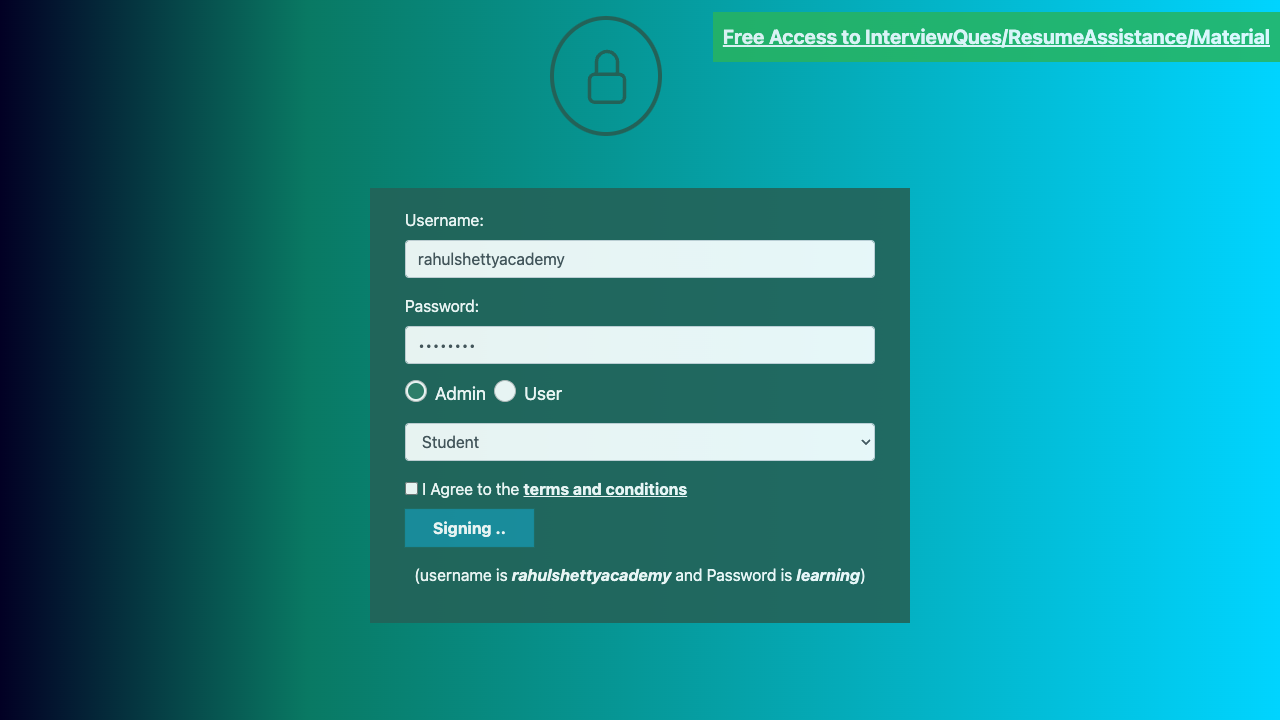 Free Access to InterviewQues/ResumeAssistance/Material
Username:
rahulshettyacademy
Password:
••••••••
Admin User
Student
I Agree to the terms and conditions
Signing ..
(username is rahulshettyacademy and Password is learning)